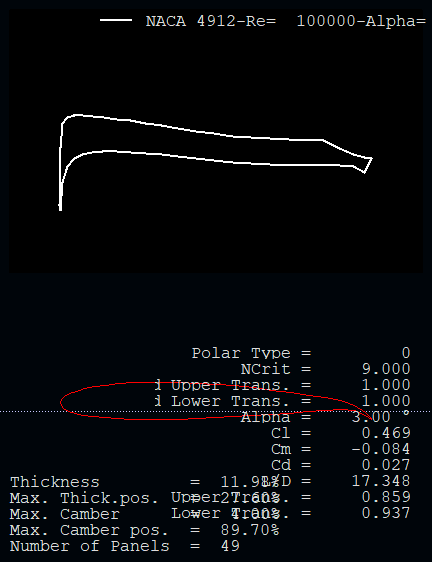 NACA 4912-Re= 100000-Alpha=
Polar Type = 0
NCrit = 9.000
Upper Trans. = 1.000
Lower Trans. = 1.000
Alpha = 3.00 °
Cl = 0.469
Cm = -0.084
Cd = 0.027
L/D = 17.348
Thickness = 11.98%
Upper Trans. = 0.859
Max. Thick.pos. = 27.60%
Lower Trans. = 0.937
Max. Camber =
Max. Camber pos. = 89.70%
Number of Panels = 49